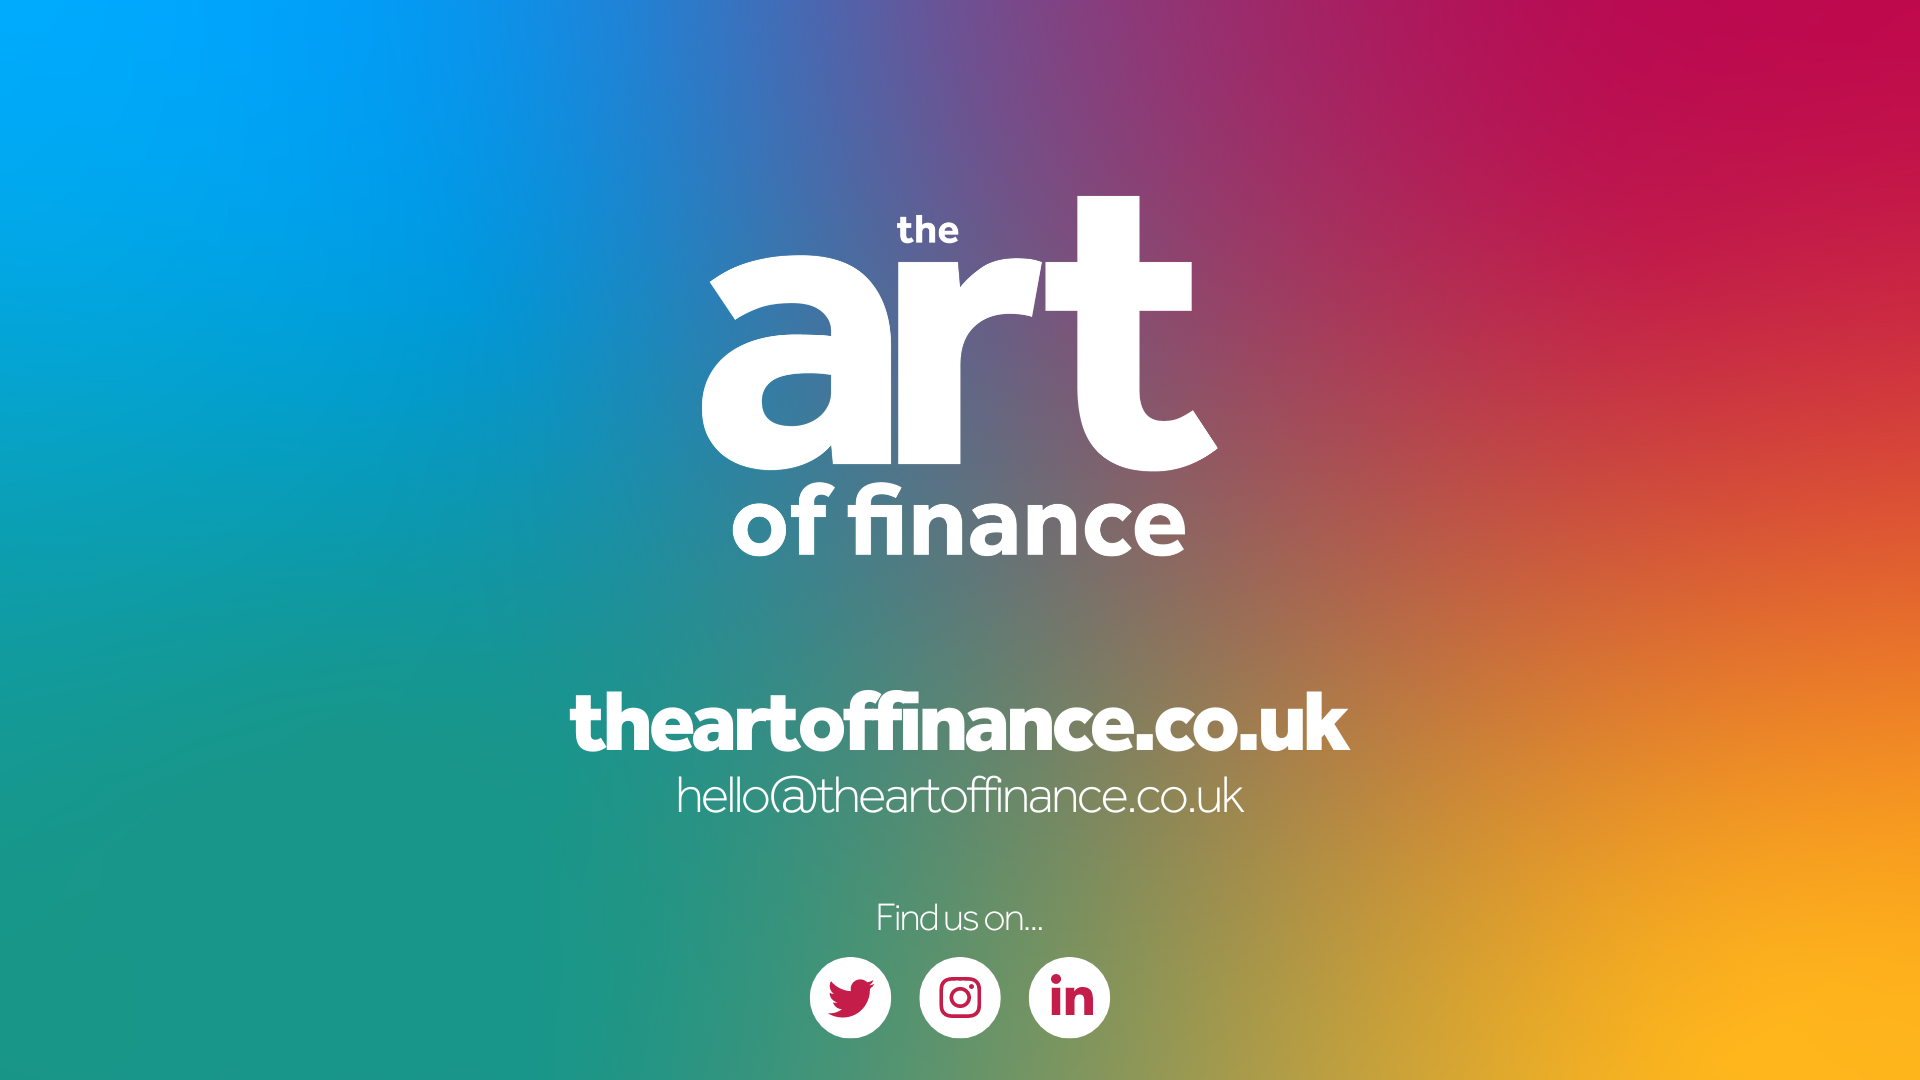 the
art
of finance
theartoffinance.co.uk
hello@theartoffinance.co.uk
Find us on...
in